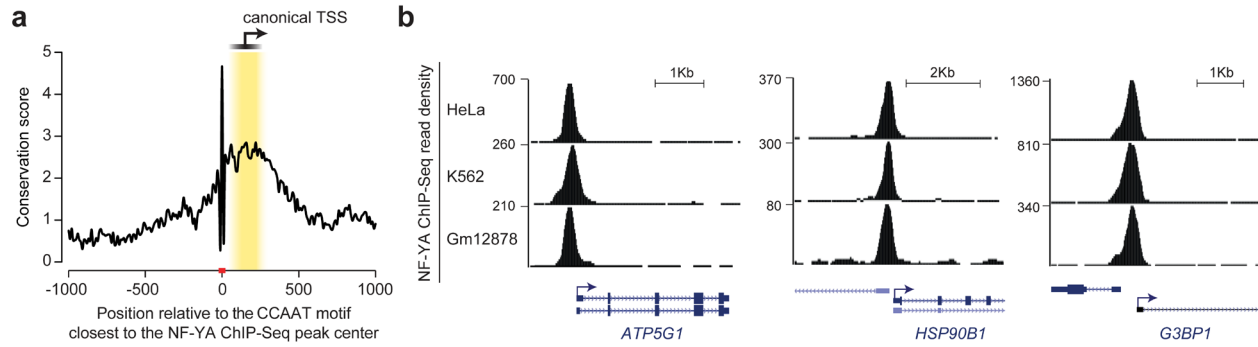 a
canonical TSS
5
4
3
2
1
0
Conservation score
-1000
-500
0
500
1000
Position relative to the CCAAT motif
closest to the NF-YA ChIP-Seq peak center
b
NF-YA ChIP-Seq read density
HeLa
K562
Gm12878
700
260
210
1Kb
ATP5G1
370
300
80
2Kb
HSP90B1
1360
810
340
1Kb
G3BP1